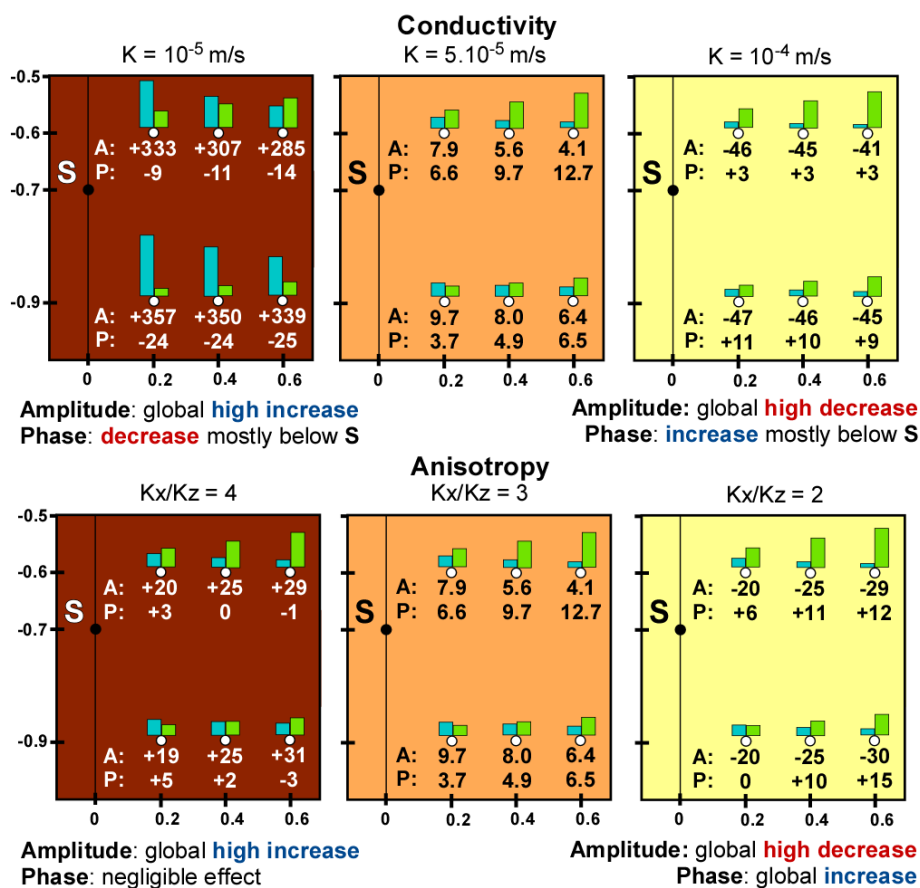 Conductivity
K = 10⁻⁵ m/s K = 5.10⁻⁵ m/s K = 10⁻⁴ m/s
-0.5
-0.6
A: +333 +307 +285 A: 7.9 5.6 4.1 A: -46 -45 -41
S P: -9 -11 -14 S P: 6.6 9.7 12.7 S P: +3 +3 +3
-0.7
-0.9
A: +357 +350 +339 A: 9.7 8.0 6.4 A: -47 -46 -45
P: -24 -24 -25 P: 3.7 4.9 6.5 P: +11 +10 +9
0 0.2 0.4 0.6 0 0.2 0.4 0.6 0 0.2 0.4 0.6
Amplitude: global high increase Amplitude: global high decrease
Phase: decrease mostly below S Phase: increase mostly below S
Anisotropy
Kx/Kz = 4 Kx/Kz = 3 Kx/Kz = 2
-0.5
-0.6
A: +20 +25 +29 A: 7.9 5.6 4.1 A: -20 -25 -29
S P: +3 0 -1 S P: 6.6 9.7 12.7 S P: +6 +11 +12
-0.7
-0.9
A: +19 +25 +31 A: 9.7 8.0 6.4 A: -20 -25 -30
P: +5 +2 -3 P: 3.7 4.9 6.5 P: 0 +10 +15
0 0.2 0.4 0.6 0 0.2 0.4 0.6 0 0.2 0.4 0.6
Amplitude: global high increase Amplitude: global high decrease
Phase: negligible effect Phase: global increase